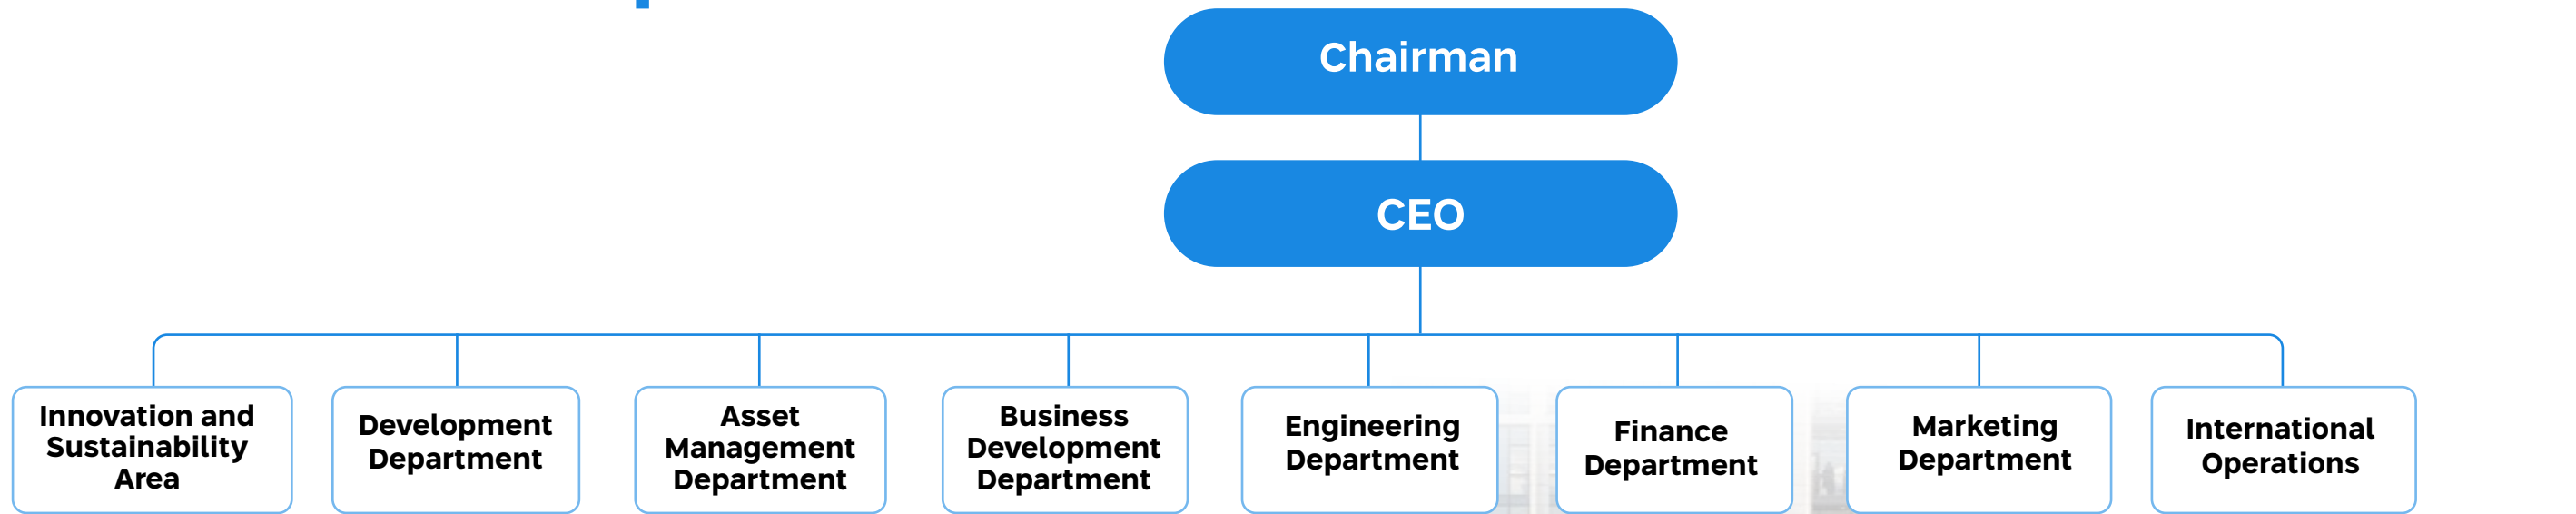 Chairman
CEO
Innovation and
Sustainability
Area
Development
Department
Asset
Management
Department
Business
Development
Department
Engineering
Department
Finance
Department
Marketing
Department
International
Operations